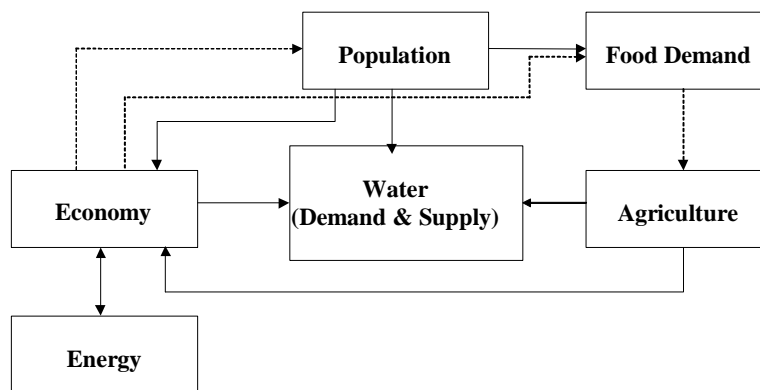 Population
Food Demand
Water
(Demand & Supply)
Economy
Agriculture
Energy